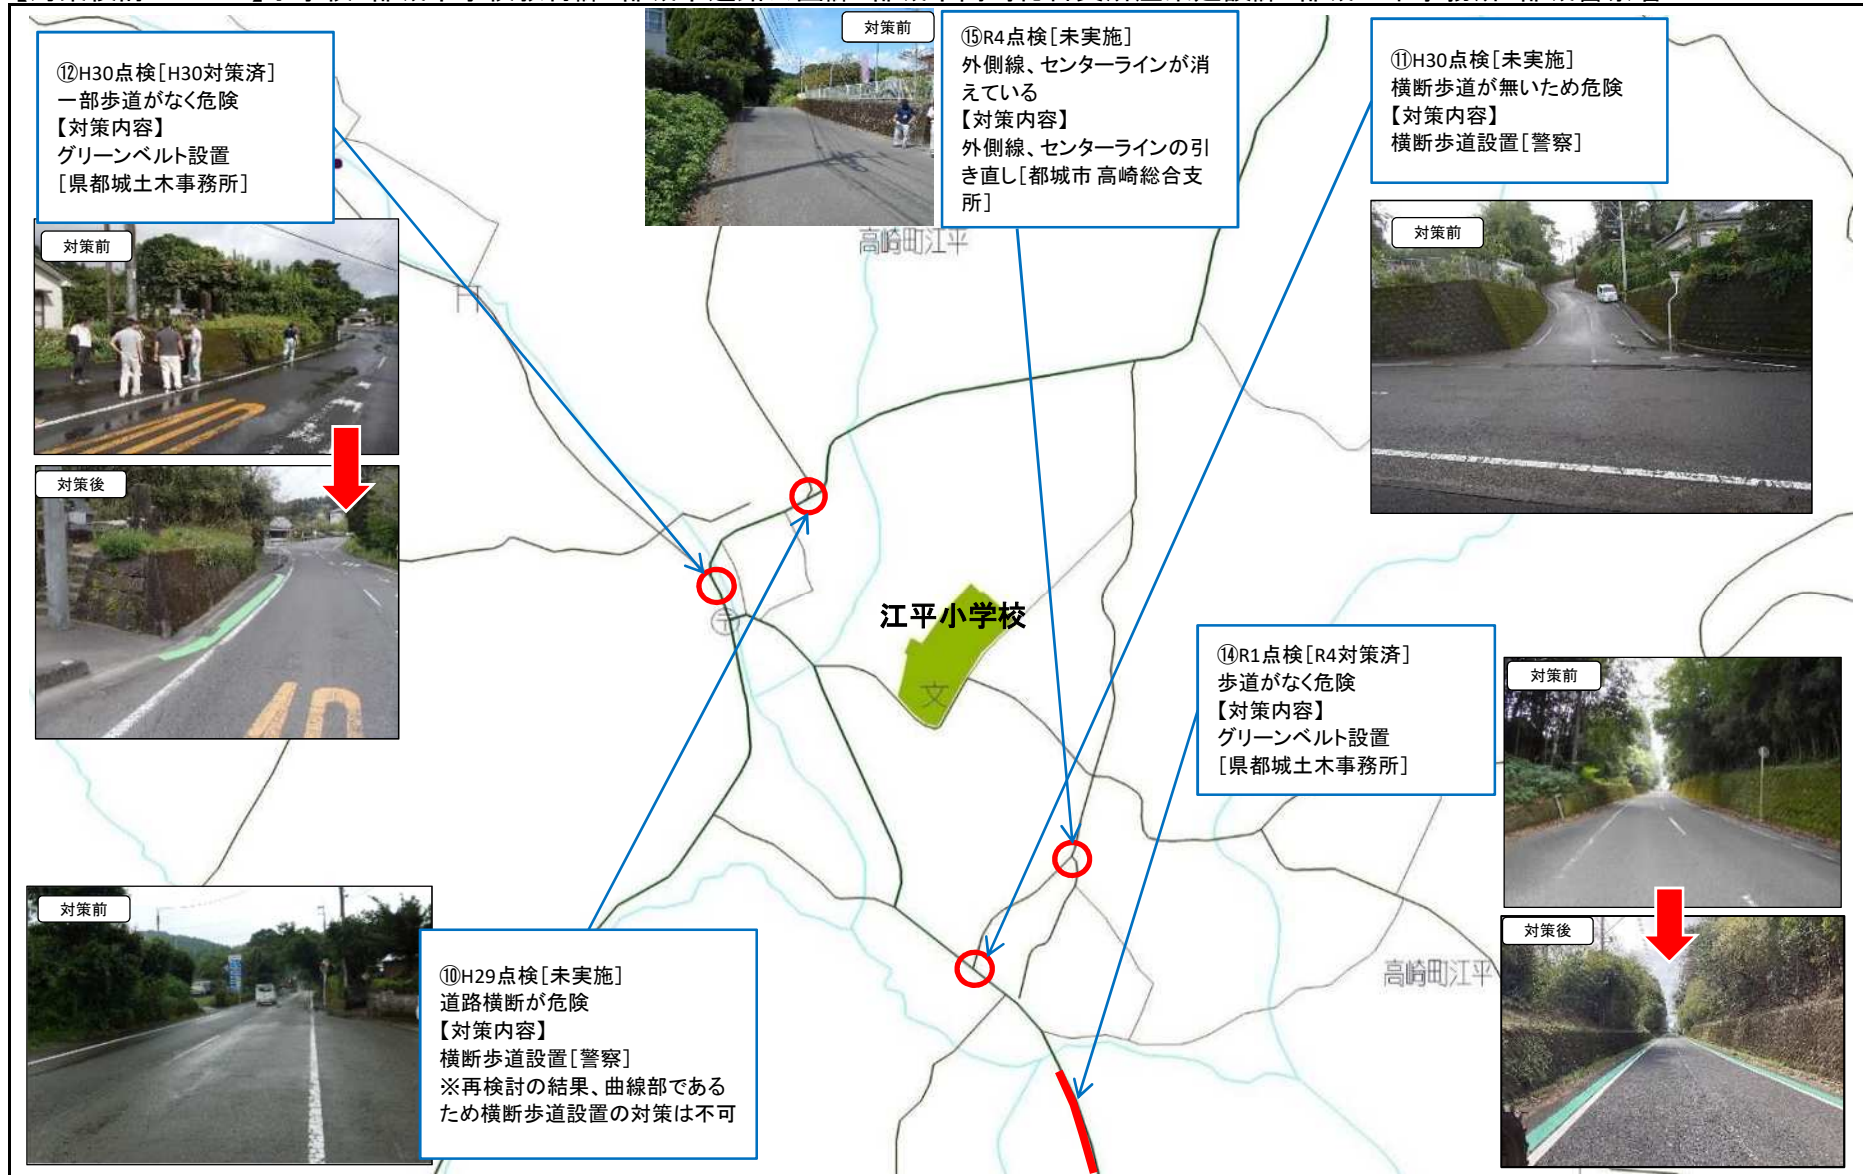 ⑫H30点検[H30対策済]
一部歩道がなく危険
【対策内容】
グリーンベルト設置
[県都城土木事務所]
対策前
対策後
対策前
⑮R4点検[未実施]
外側線、センターラインが消
えている
【対策内容】
外側線、センターラインの引
き直し[都城市 高崎総合支
所]
⑪H30点検[未実施]
横断歩道が無いため危険
【対策内容】
横断歩道設置[警察]
対策前
高崎町江平
江平小学校
文
⑭R1点検[R4対策済]
歩道がなく危険
【対策内容】
グリーンベルト設置
[県都城土木事務所]
対策前
対策後
高崎町江平
対策前
⑩H29点検[未実施]
道路横断が危険
【対策内容】
横断歩道設置[警察]
※再検討の結果、曲線部である
ため横断歩道設置の対策は不可